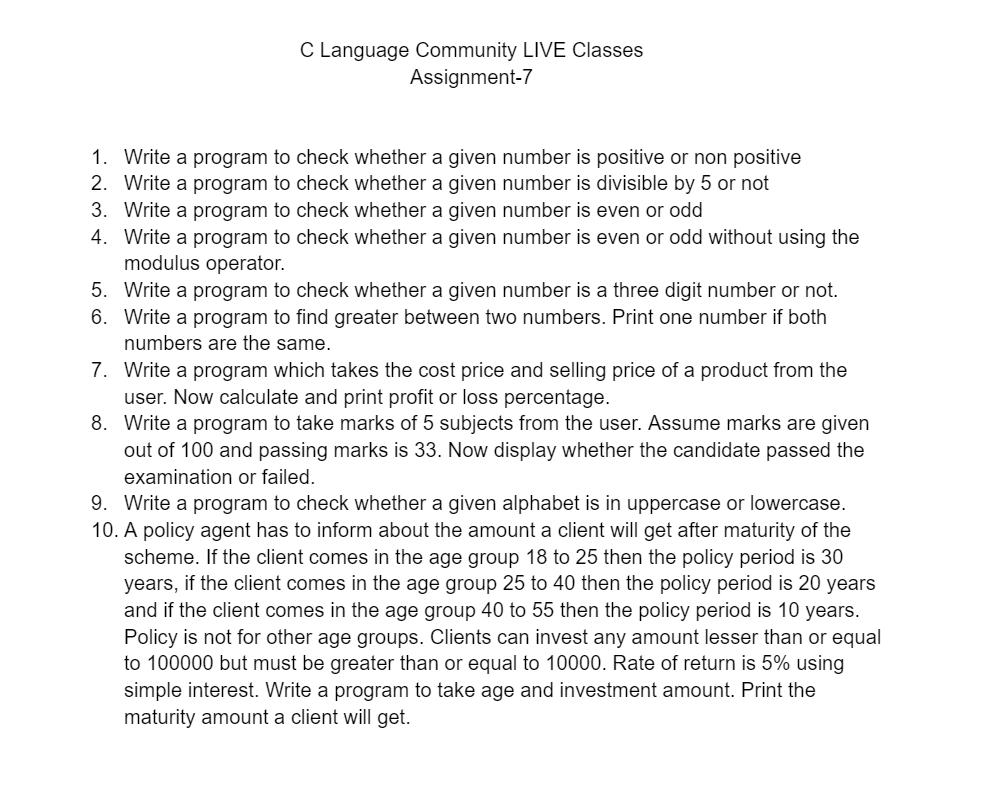 C Language Community LIVE Classes
Assignment-7
1. Write a program to check whether a given number is positive or non positive
2. Write a program to check whether a given number is divisible by 5 or not
3. Write a program to check whether a given number is even or odd
4. Write a program to check whether a given number is even or odd without using the
modulus operator.
5. Write a program to check whether a given number is a three digit number or not.
6. Write a program to find greater between two numbers. Print one number if both
numbers are the same.
7. Write a program which takes the cost price and selling price of a product from the
user. Now calculate and print profit or loss percentage.
8. Write a program to take marks of 5 subjects from the user. Assume marks are given
out of 100 and passing marks is 33. Now display whether the candidate passed the
examination or failed.
9. Write a program to check whether a given alphabet is in uppercase or lowercase.
10. A policy agent has to inform about the amount a client will get after maturity of the
scheme. If the client comes in the age group 18 to 25 then the policy period is 30
years, if the client comes in the age group 25 to 40 then the policy period is 20 years
and if the client comes in the age group 40 to 55 then the policy period is 10 years.
Policy is not for other age groups. Clients can invest any amount lesser than or equal
to 100000 but must be greater than or equal to 10000. Rate of return is 5% using
simple interest. Write a program to take age and investment amount. Print the
maturity amount a client will get.